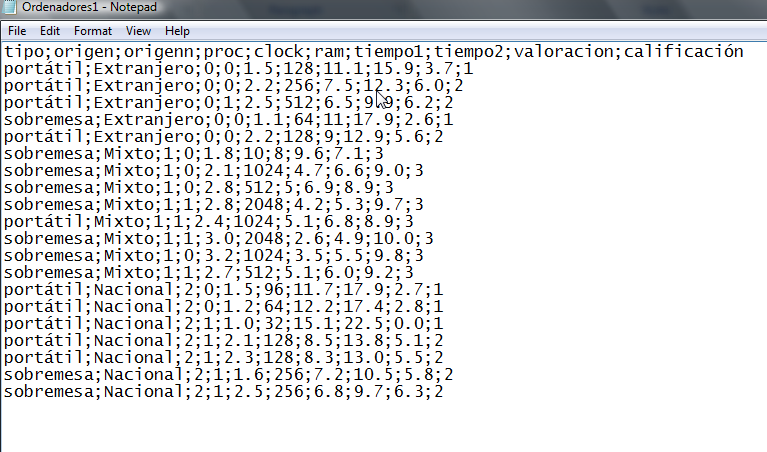 Ordenadores1 - Notepad
File Edit Format View Help
tipo;origen;origenn;proc;clock;ram;tiempo1;tiempo2;valoracion;calificación
portátil;Extranjero;0;0;1.5;128;11.1;15.9;3.7;1
portátil;Extranjero;0;0;2.2;256;7.5;12.3;6.0;2
portátil;Extranjero;0;1;2.5;512;6.5;9.9;6.2;2
sobremesa;Extranjero;0;0;1.1;64;11;17.9;2.6;1
portátil;Extranjero;0;0;2.2;128;9;12.9;5.6;2
sobremesa;Mixto;1;0;1.8;10;8;9.6;7.1;3
sobremesa;Mixto;1;0;2.1;1024;4.7;6.6;9.0;3
sobremesa;Mixto;1;0;2.8;512;5;6.9;8.9;3
sobremesa;Mixto;1;1;2.8;2048;4.2;5.3;9.7;3
portátil;Mixto;1;1;2.4;1024;5.1;6.8;8.9;3
sobremesa;Mixto;1;1;3.0;2048;2.6;4.9;10.0;3
sobremesa;Mixto;1;0;3.2;1024;3.5;5.5;9.8;3
sobremesa;Mixto;1;1;2.7;512;5.1;6.0;9.2;3
portátil;Nacional;2;0;1.5;96;11.7;17.9;2.7;1
portátil;Nacional;2;0;1.2;64;12.2;17.4;2.8;1
portátil;Nacional;2;1;1.0;32;15.1;22.5;0.0;1
portátil;Nacional;2;1;2.1;128;8.5;13.8;5.1;2
portátil;Nacional;2;1;2.3;128;8.3;13.0;5.5;2
sobremesa;Nacional;2;1;1.6;256;7.2;10.5;5.8;2
sobremesa;Nacional;2;1;2.5;256;6.8;9.7;6.3;2